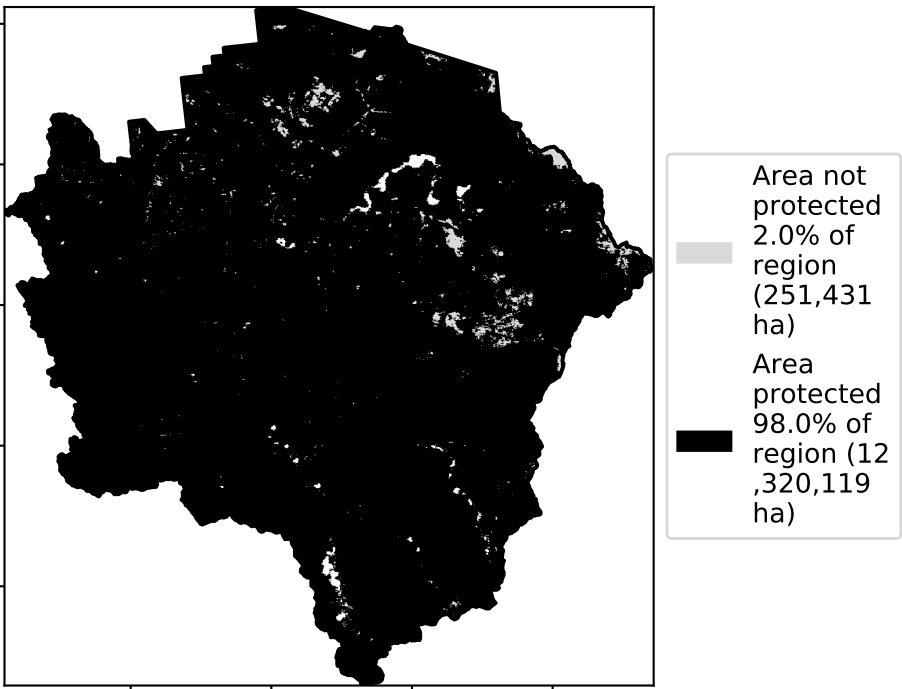 Area not
protected
2.0% of
region
(251,431
ha)
Area
protected
98.0% of
region (12
,320,119
ha)